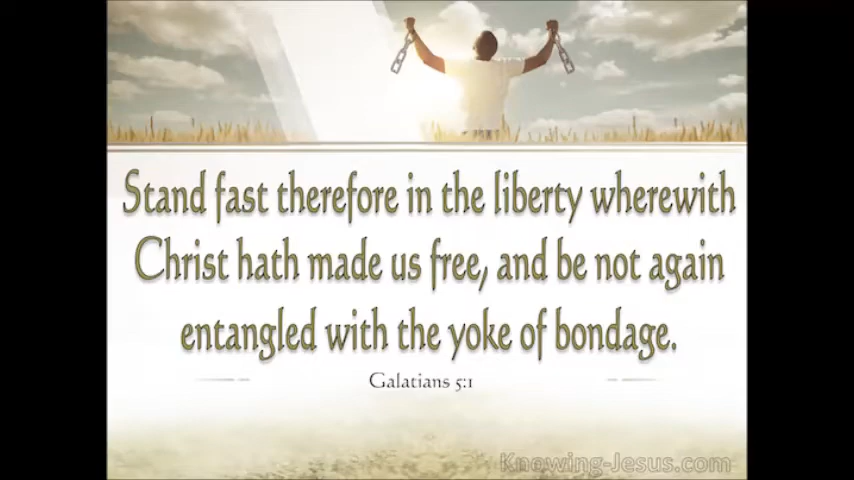 Stand fast therefore in the liberty wherewith
Christ hath made us free, and be not again
entangled with the yoke of bondage.
Galatians 5:1
Knowing-Jesus.com